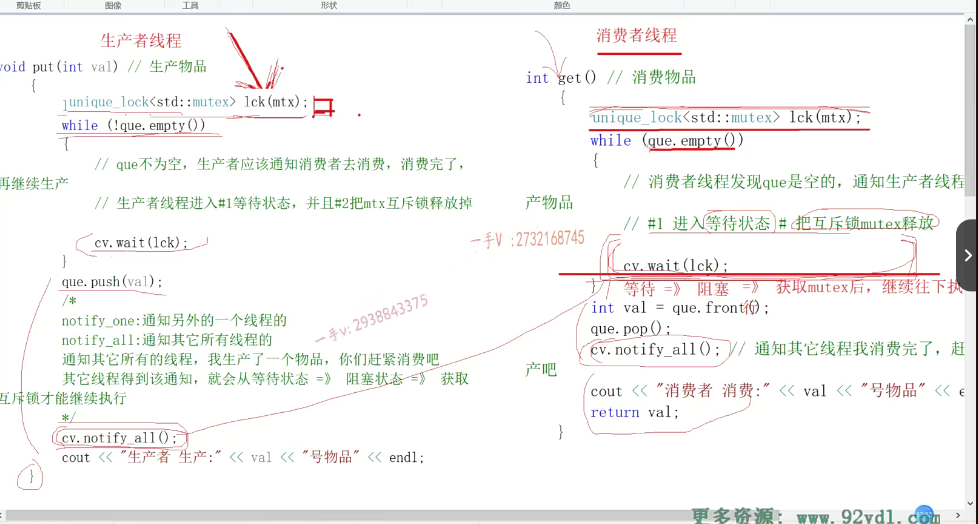 剪贴板
图像
工具
形状
颜色
生产者线程
void put(int val) // 生产物品
{
unique_lock<std::mutex> lck(mtx);
while (!que.empty())
{
// que不为空，生产者应该通知消费者去消费，消费完了，
再继续生产
// 生产者线程进入#1等待状态，并且#2把mtx互斥锁释放掉
cv.wait(lck);
}
que.push(val);
/*
notify_one:通知另外的一个线程的
notify_all:通知其它所有线程的
通知其它所有的线程，我生产了一个物品，你们赶紧消费吧
其它线程得到该通知，就会从等待状态 =》 阻塞状态 =》 获取
互斥锁才能继续执行
*/
cv.notify_all();
cout << "生产者 生产:" << val << "号物品" << endl;
}
消费者线程
int get() // 消费物品
{
unique_lock<std::mutex> lck(mtx);
while (que.empty())
{
// 消费者线程发现que是空的，通知生产者线程
产物品
// #1 进入等待状态 # 把互斥锁mutex释放
cv.wait(lck);
} 等待 =》 阻塞 =》 获取mutex后，继续往下执
行
int val = que.front();
que.pop();
cv.notify_all(); // 通知其它线程我消费完了，赶
产吧
cout << "消费者 消费:" << val << "号物品" << e
return val;
}
一手V :2732168745
一手v: 2938843375
更多资源: www.92ydl.com